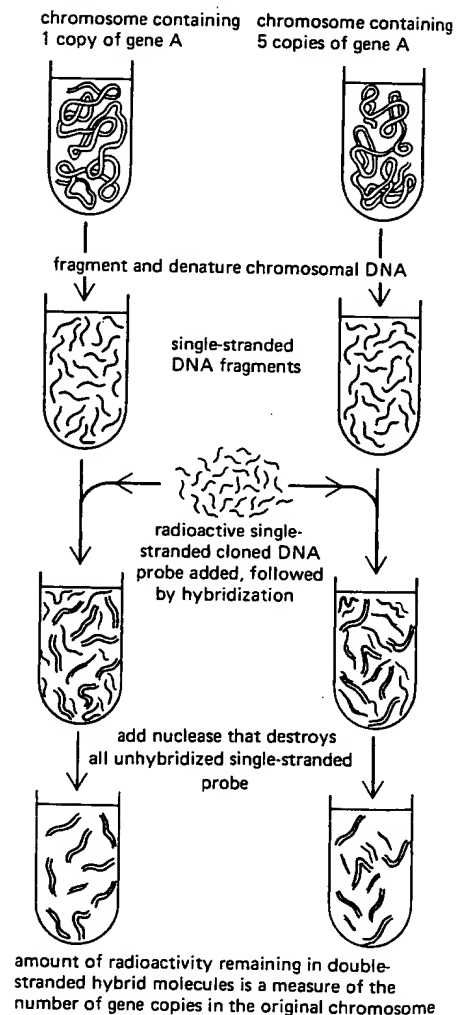 chromosome containing
1 copy of gene A
chromosome containing
5 copies of gene A
fragment and denature chromosomal DNA
single-stranded
DNA fragments
radioactive single-
stranded cloned DNA
probe added, followed
by hybridization
add nuclease that destroys
all unhybridized single-stranded
probe
amount of radioactivity remaining in double-
stranded hybrid molecules is a measure of the
number of gene copies in the original chromosome